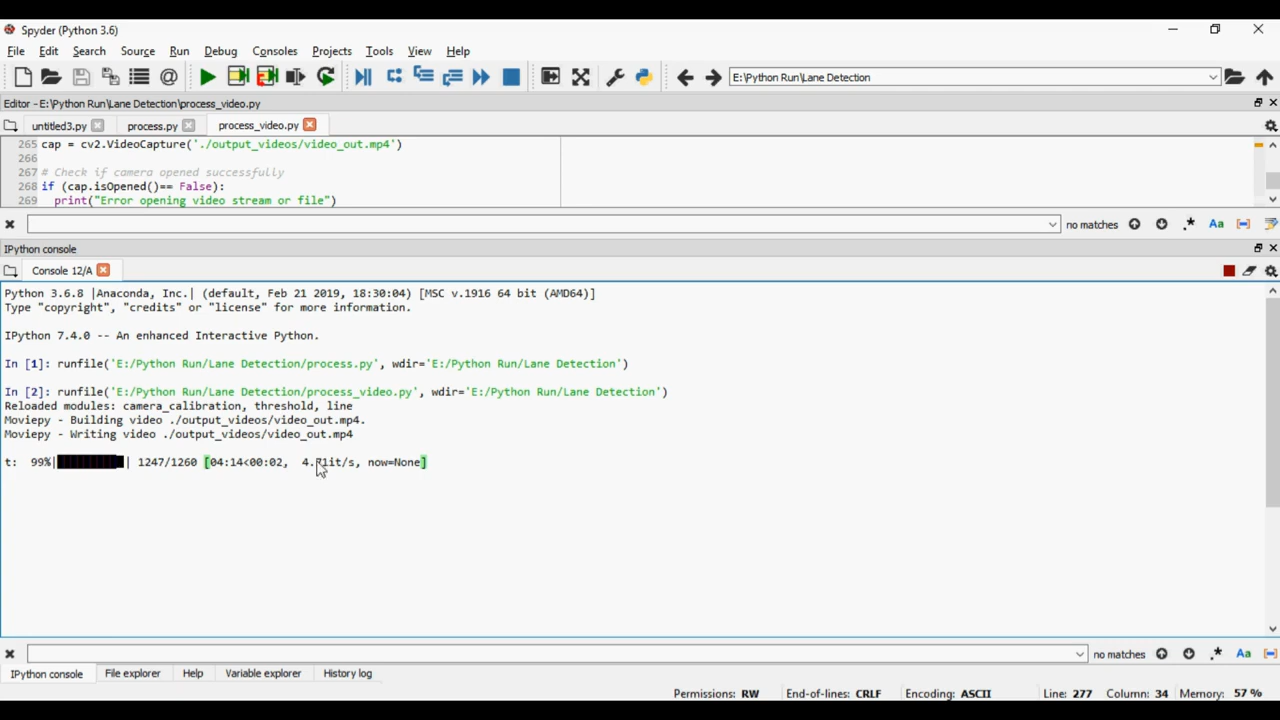 Spyder (Python 3.6)
File Edit Search Source Run Debug Consoles Projects Tools View Help
E:\Python Run\Lane Detection
Editor - E:\Python Run\Lane Detection\process_video.py
untitled3.py process.py process_video.py
265 cap = cv2.VideoCapture('./output_videos/video_out.mp4')
266
267 # Check if camera opened successfully
268 if (cap.isOpened()== False):
269 print("Error opening video stream or file")
no matches .* Aa
IPython console
Console 12/A
Python 3.6.8 |Anaconda, Inc.| (default, Feb 21 2019, 18:30:04) [MSC v.1916 64 bit (AMD64)]
Type "copyright", "credits" or "license" for more information.
IPython 7.4.0 -- An enhanced Interactive Python.
In [1]: runfile('E:/Python Run/Lane Detection/process.py', wdir='E:/Python Run/Lane Detection')
In [2]: runfile('E:/Python Run/Lane Detection/process_video.py', wdir='E:/Python Run/Lane Detection')
Reloaded modules: camera_calibration, threshold, line
Moviepy - Building video ./output_videos/video_out.mp4.
Moviepy - Writing video ./output_videos/video_out.mp4
t: 99%|██████████| 1247/1260 [04:14<00:02, 4.71it/s, now=None]
no matches .* Aa
IPython console File explorer Help Variable explorer History log
Permissions: RW End-of-lines: CRLF Encoding: ASCII Line: 277 Column: 34 Memory: 57 %